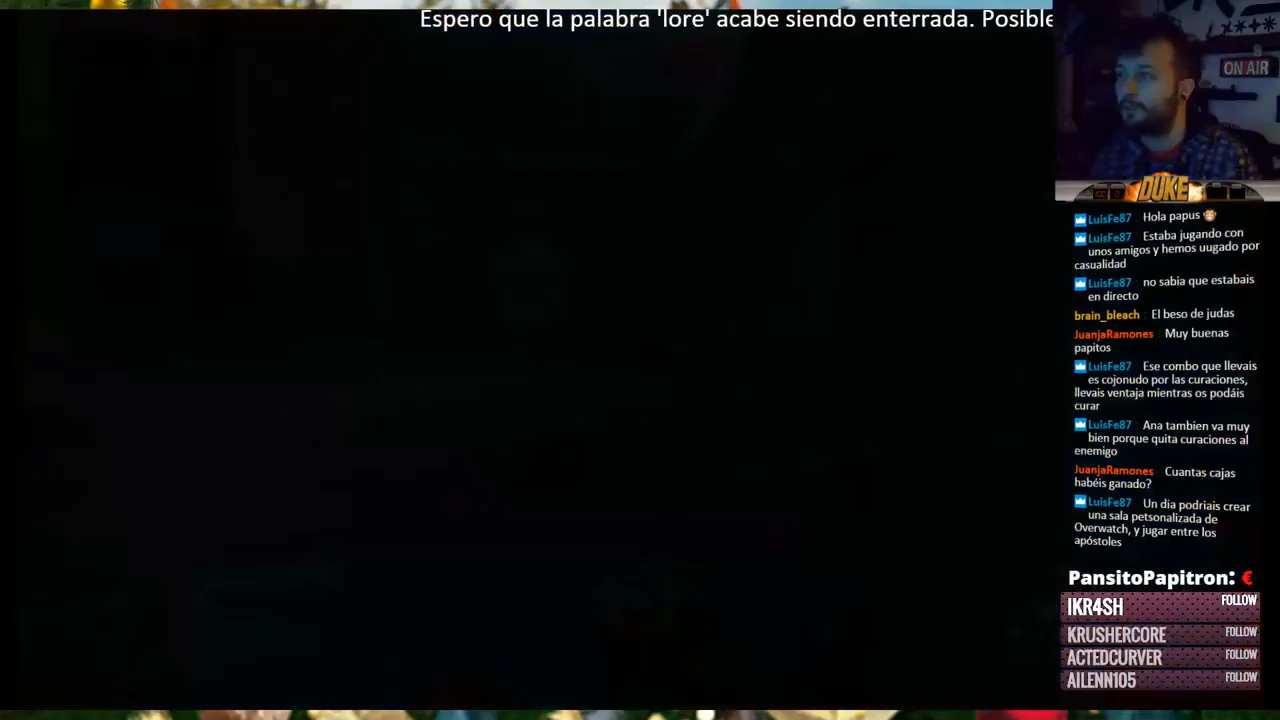 Espero que la palabra 'lore' acabe siendo enterrada. Posible
ON AIR
DUKE
LuisFe87 Hola papus
LuisFe87 Estaba jugando con
unos amigos y hemos uugado por
casualidad
LuisFe87 no sabia que estabais
en directo
brain_bleach El beso de judas
JuanjaRamones Muy buenas
papitos
LuisFe87 Ese combo que llevais
es cojonudo por las curaciones,
llevais ventaja mientras os podáis
curar
LuisFe87 Ana tambien va muy
bien porque quita curaciones al
enemigo
JuanjaRamones Cuantas cajas
habéis ganado?
LuisFe87 Un dia podriais crear
una sala petsonalizada de
Overwatch, y jugar entre los
apóstoles
PansitoPapitron: €
IKR4SH FOLLOW
KRUSHERCORE FOLLOW
ACTEDCURVER FOLLOW
AILENN105 FOLLOW